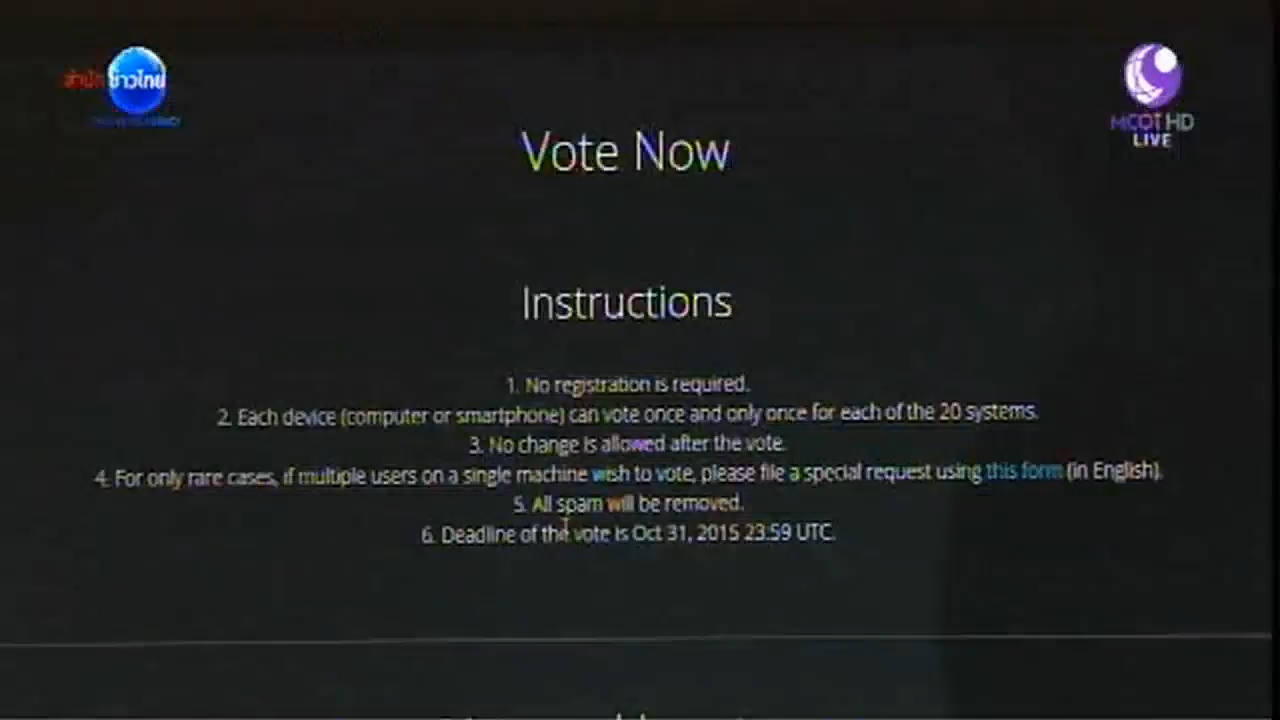 สำนักข่าวไทย
MCOT HD
LIVE
Vote Now
Instructions
1. No registration is required.
2. Each device (computer or smartphone) can vote once and only once for each of the 20 systems.
3. No change is allowed after the vote.
4. For only rare cases, if multiple users on a single machine wish to vote, please file a special request using this form (in English).
5. All spam will be removed.
6. Deadline of the vote is Oct 31, 2015 23:59 UTC.